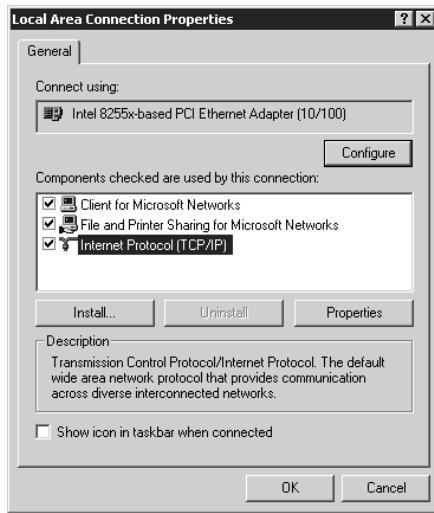 Local Area Connection Properties ? X
General
Connect using:
Intel 8255x-based PCI Ethernet Adapter (10/100)
Configure
Components checked are used by this connection:
Client for Microsoft Networks
File and Printer Sharing for Microsoft Networks
Internet Protocol (TCP/IP)
Install... Uninstall Properties
Description
Transmission Control Protocol/Internet Protocol. The default
wide area network protocol that provides communication
across diverse interconnected networks.
Show icon in taskbar when connected
OK Cancel